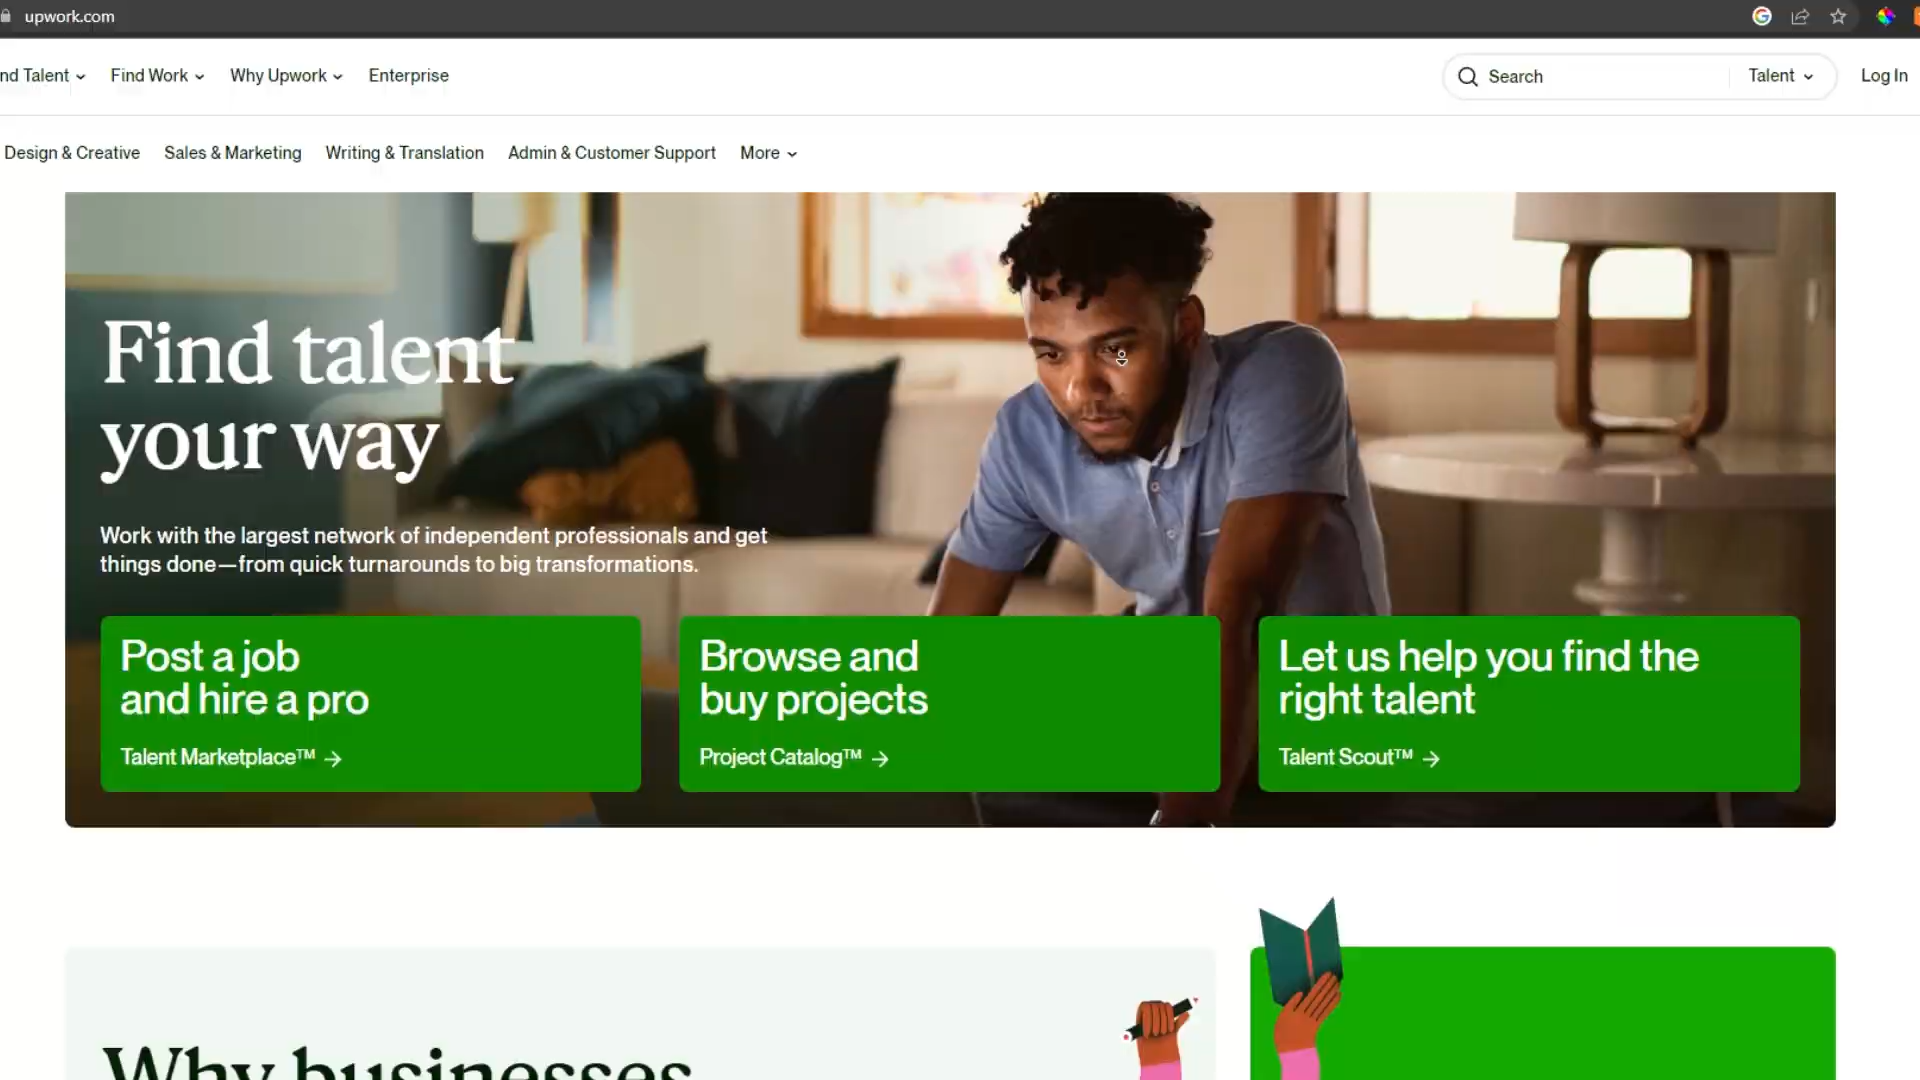 upwork.com
nd Talent
Find Work
Why Upwork
Enterprise
Search
Talent
Log In
Design & Creative
Sales & Marketing
Writing & Translation
Admin & Customer Support
More
Find talent
your way
Work with the largest network of independent professionals and get
things done—from quick turnarounds to big transformations.
Post a job
and hire a pro
Talent Marketplace™ →
Browse and
buy projects
Project Catalog™ →
Let us help you find the
right talent
Talent Scout™ →
Why businesses